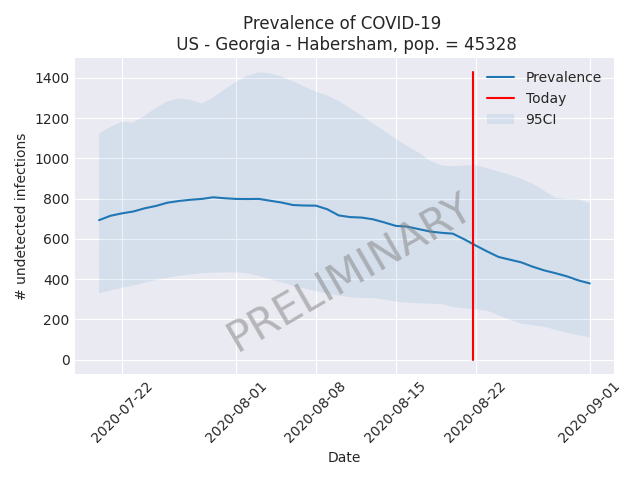 Prevalence of COVID-19
US - Georgia - Habersham, pop. = 45328
# undetected infections
1400
1200
1000
800
600
400
200
0
Prevalence
Today
95CI
PRELIMINARY
2020-07-22
2020-08-01
2020-08-08
2020-08-15
2020-08-22
2020-09-01
Date